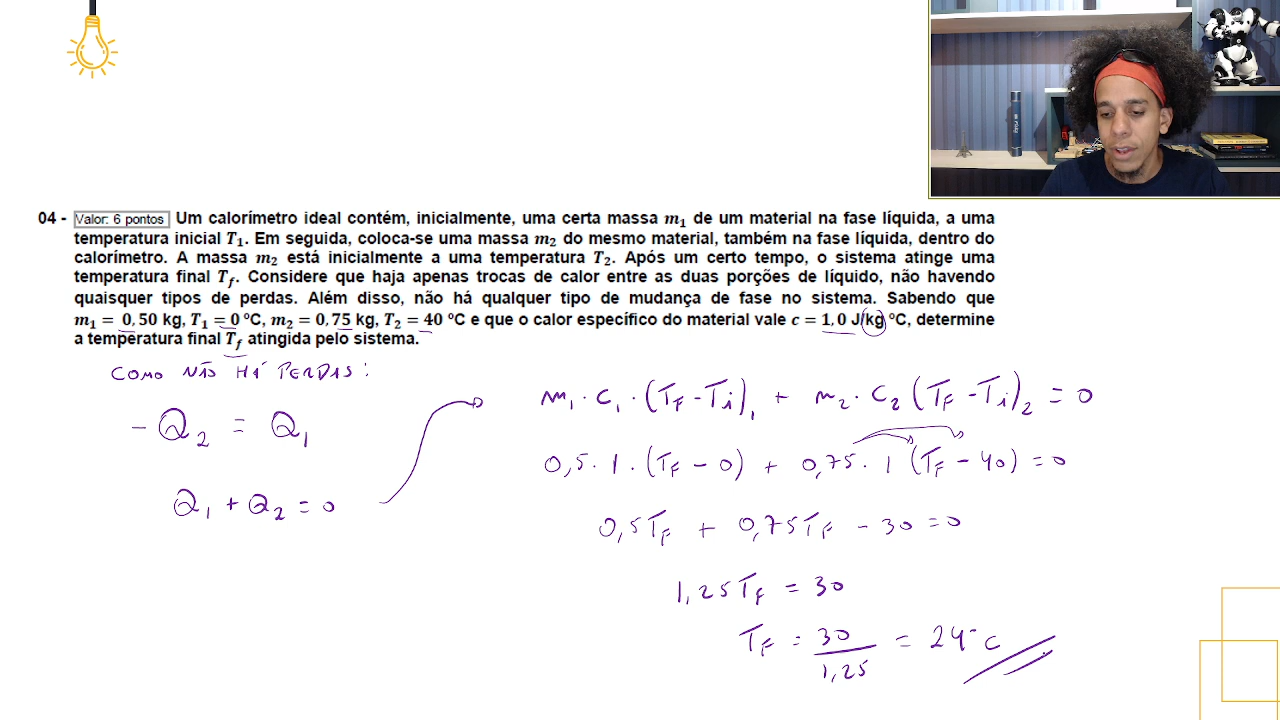 04 - Valor: 6 pontos Um calorímetro ideal contém, inicialmente, uma certa massa m₁ de um material na fase líquida, a uma
temperatura inicial T₁. Em seguida, coloca-se uma massa m₂ do mesmo material, também na fase líquida, dentro do
calorímetro. A massa m₂ está inicialmente a uma temperatura T₂. Após um certo tempo, o sistema atinge uma
temperatura final T_f. Considere que haja apenas trocas de calor entre as duas porções de líquido, não havendo
quaisquer tipos de perdas. Além disso, não há qualquer tipo de mudança de fase no sistema. Sabendo que
m₁ = 0,50 kg, T₁ = 0 ºC, m₂ = 0,75 kg, T₂ = 40 ºC e que o calor específico do material vale c = 1,0 J/kg ºC, determine
a temperatura final T_f atingida pelo sistema.
COMO NÃO HÁ PERDAS:
- Q₂ = Q₁
Q₁ + Q₂ = 0
m₁ · c₁ · (T_F - T_i)₁ + m₂ · c₂ (T_F - T_i)₂ = 0
0,5 · 1 · (T_F - 0) + 0,75 · 1 (T_F - 40) = 0
0,5T_F + 0,75T_F - 30 = 0
1,25T_F = 30
T_F = 30/1,25 = 24°C